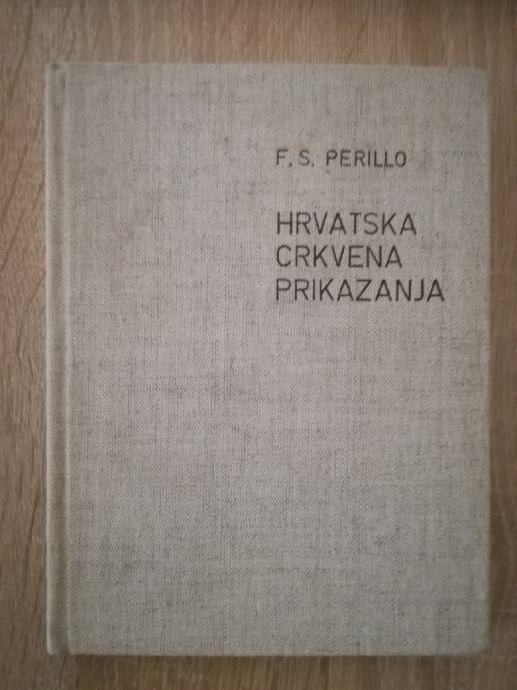 F. S. PERILLO
HRVATSKA
CRKVENA
PRIKAZANJA